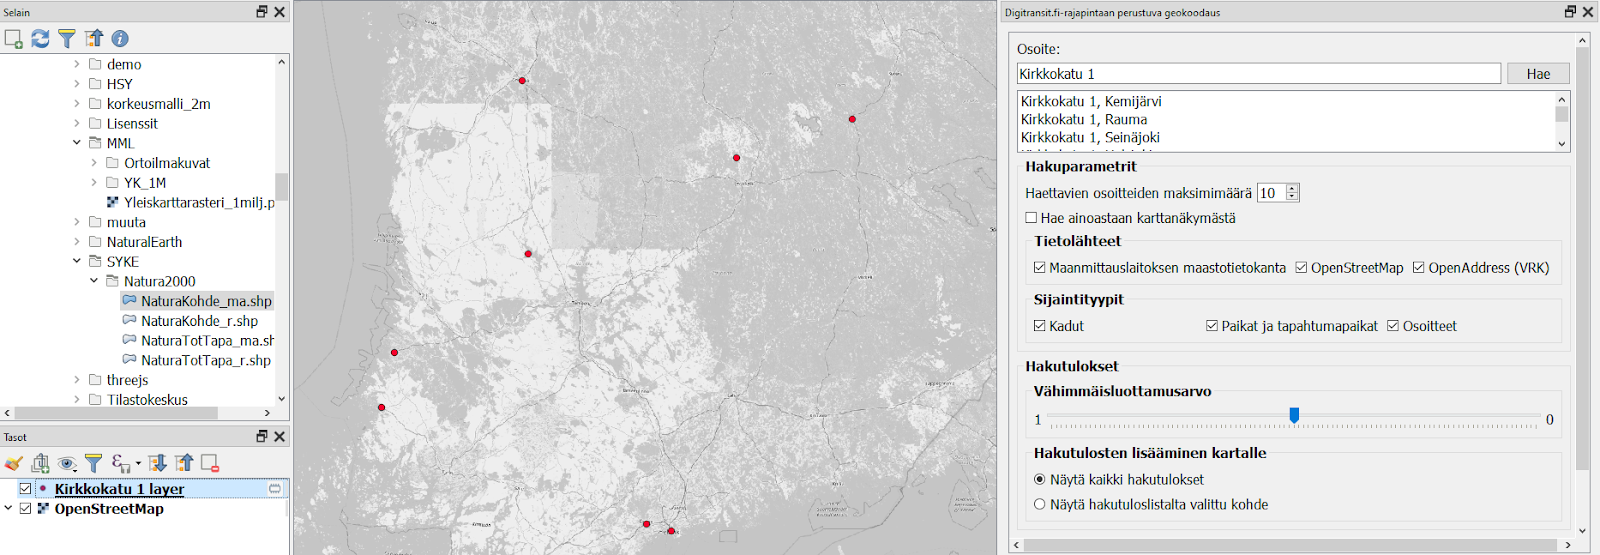 Selain
demo
HSY
korkeusmalli_2m
Lisenssit
MML
Ortoilmakuvat
YK_1M
Yleiskarttarasteri_1milj.p
muuta
NaturalEarth
SYKE
Natura2000
NaturaKohde_ma.shp
NaturaKohde_r.shp
NaturaTotTapa_ma.sh
NaturaTotTapa_r.shp
threejs
Tilastokeskus
Tasot
Kirkkokatu 1 layer
OpenStreetMap
Digitransit.fi-rajapintaan perustuva geokoodaus
Osoite:
Kirkkokatu 1 Hae
Kirkkokatu 1, Kemijärvi
Kirkkokatu 1, Rauma
Kirkkokatu 1, Seinäjoki
Hakuparametrit
Haettavien osoitteiden maksimimäärä 10
Hae ainoastaan karttanäkymästä
Tietolähteet
Maanmittauslaitoksen maastotietokanta OpenStreetMap OpenAddress (VRK)
Sijaintityypit
Kadut Paikat ja tapahtumapaikat Osoitteet
Hakutulokset
Vähimmäisluottamusarvo
1 0
Hakutulosten lisääminen kartalle
Näytä kaikki hakutulokset
Näytä hakutuloslistalta valittu kohde